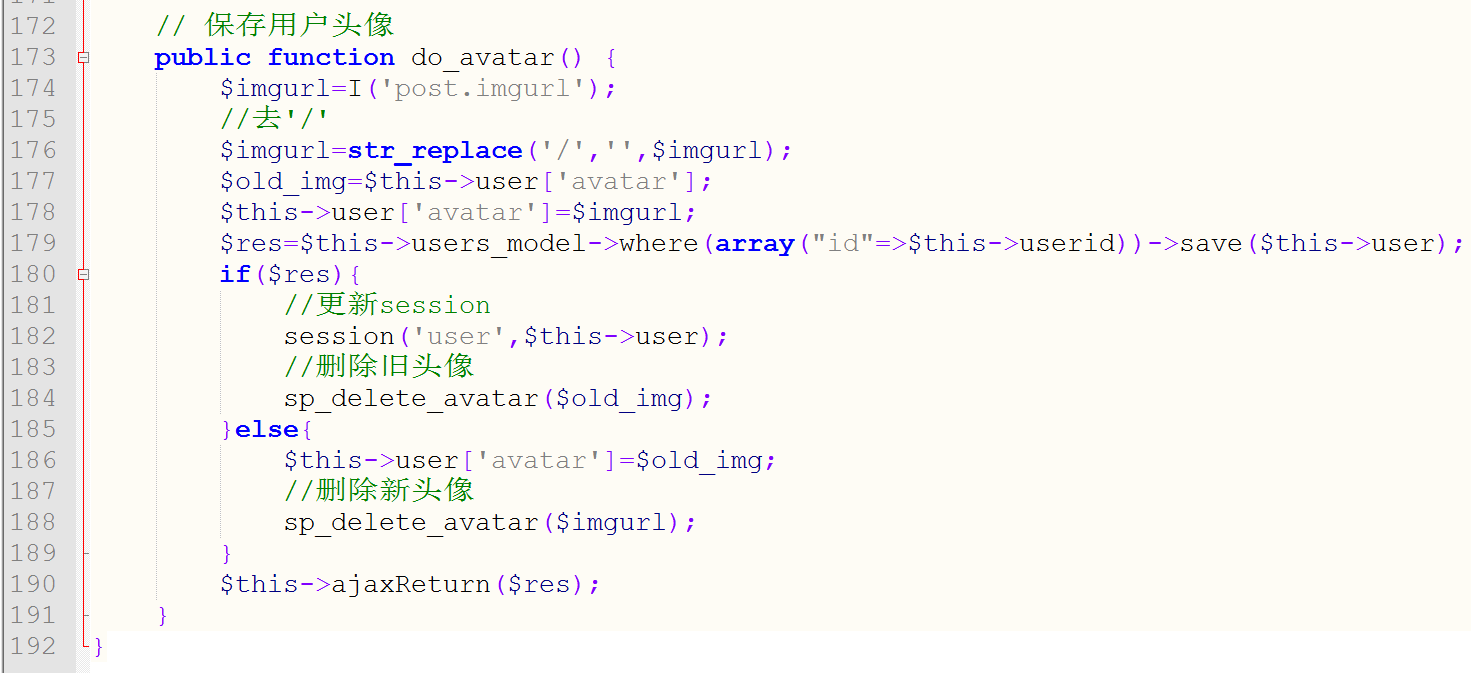 172 // 保存用户头像
173 public function do_avatar() {
174 $imgurl=I('post.imgurl');
175 //去'/'
176 $imgurl=str_replace('/','',$imgurl);
177 $old_img=$this->user['avatar'];
178 $this->user['avatar']=$imgurl;
179 $res=$this->users_model->where(array("id"=>$this->userid))->save($this->user);
180 if($res){
181 //更新session
182 session('user',$this->user);
183 //删除旧头像
184 sp_delete_avatar($old_img);
185 }else{
186 $this->user['avatar']=$old_img;
187 //删除新头像
188 sp_delete_avatar($imgurl);
189 }
190 $this->ajaxReturn($res);
191 }
192 }